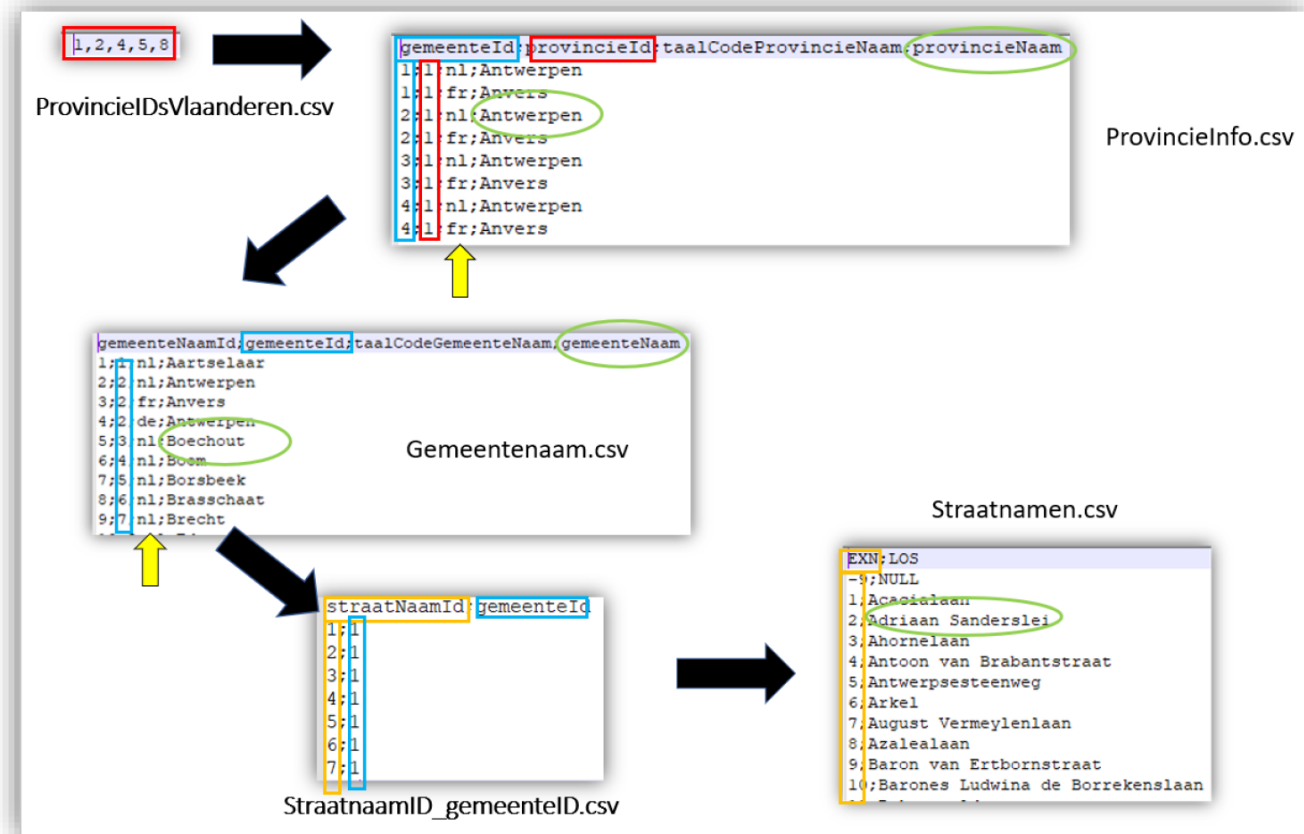 1,2,4,5,8
ProvincieIDsVlaanderen.csv
gemeenteId;provincieId;taalCodeProvincieNaam;provincieNaam
1;1;nl;Antwerpen
1;1;fr;Anvers
2;1;nl;Antwerpen
2;1;fr;Anvers
3;1;nl;Antwerpen
3;1;fr;Anvers
4;1;nl;Antwerpen
4;1;fr;Anvers
ProvincieInfo.csv
gemeenteNaamId;gemeenteId;taalCodeGemeenteNaam;gemeenteNaam
1;1;nl;Aartselaar
2;2;nl;Antwerpen
3;2;fr;Anvers
4;2;de;Antwerpen
5;3;nl;Boechout
6;4;nl;Boom
7;5;nl;Borsbeek
8;6;nl;Brasschaat
9;7;nl;Brecht
Gemeentenaam.csv
straatNaamId;gemeenteId
1;1
2;1
3;1
4;1
5;1
6;1
7;1
StraatnaamID_gemeenteID.csv
Straatnamen.csv
EXN;LOS
-9;NULL
1;Acacialaan
2;Adriaan Sanderslei
3;Ahornelaan
4;Antoon van Brabantstraat
5;Antwerpsesteenweg
6;Arkel
7;August Vermeylenlaan
8;Azalealaan
9;Baron van Ertbornstraat
10;Barones Ludwina de Borrekenslaan